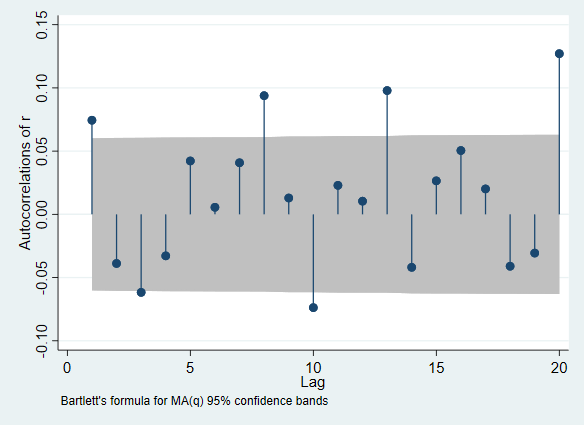 Autocorrelations of r
0.15
0.10
0.05
0.00
-0.05
-0.10
0 5 10 15 20
Lag
Bartlett's formula for MA(q) 95% confidence bands